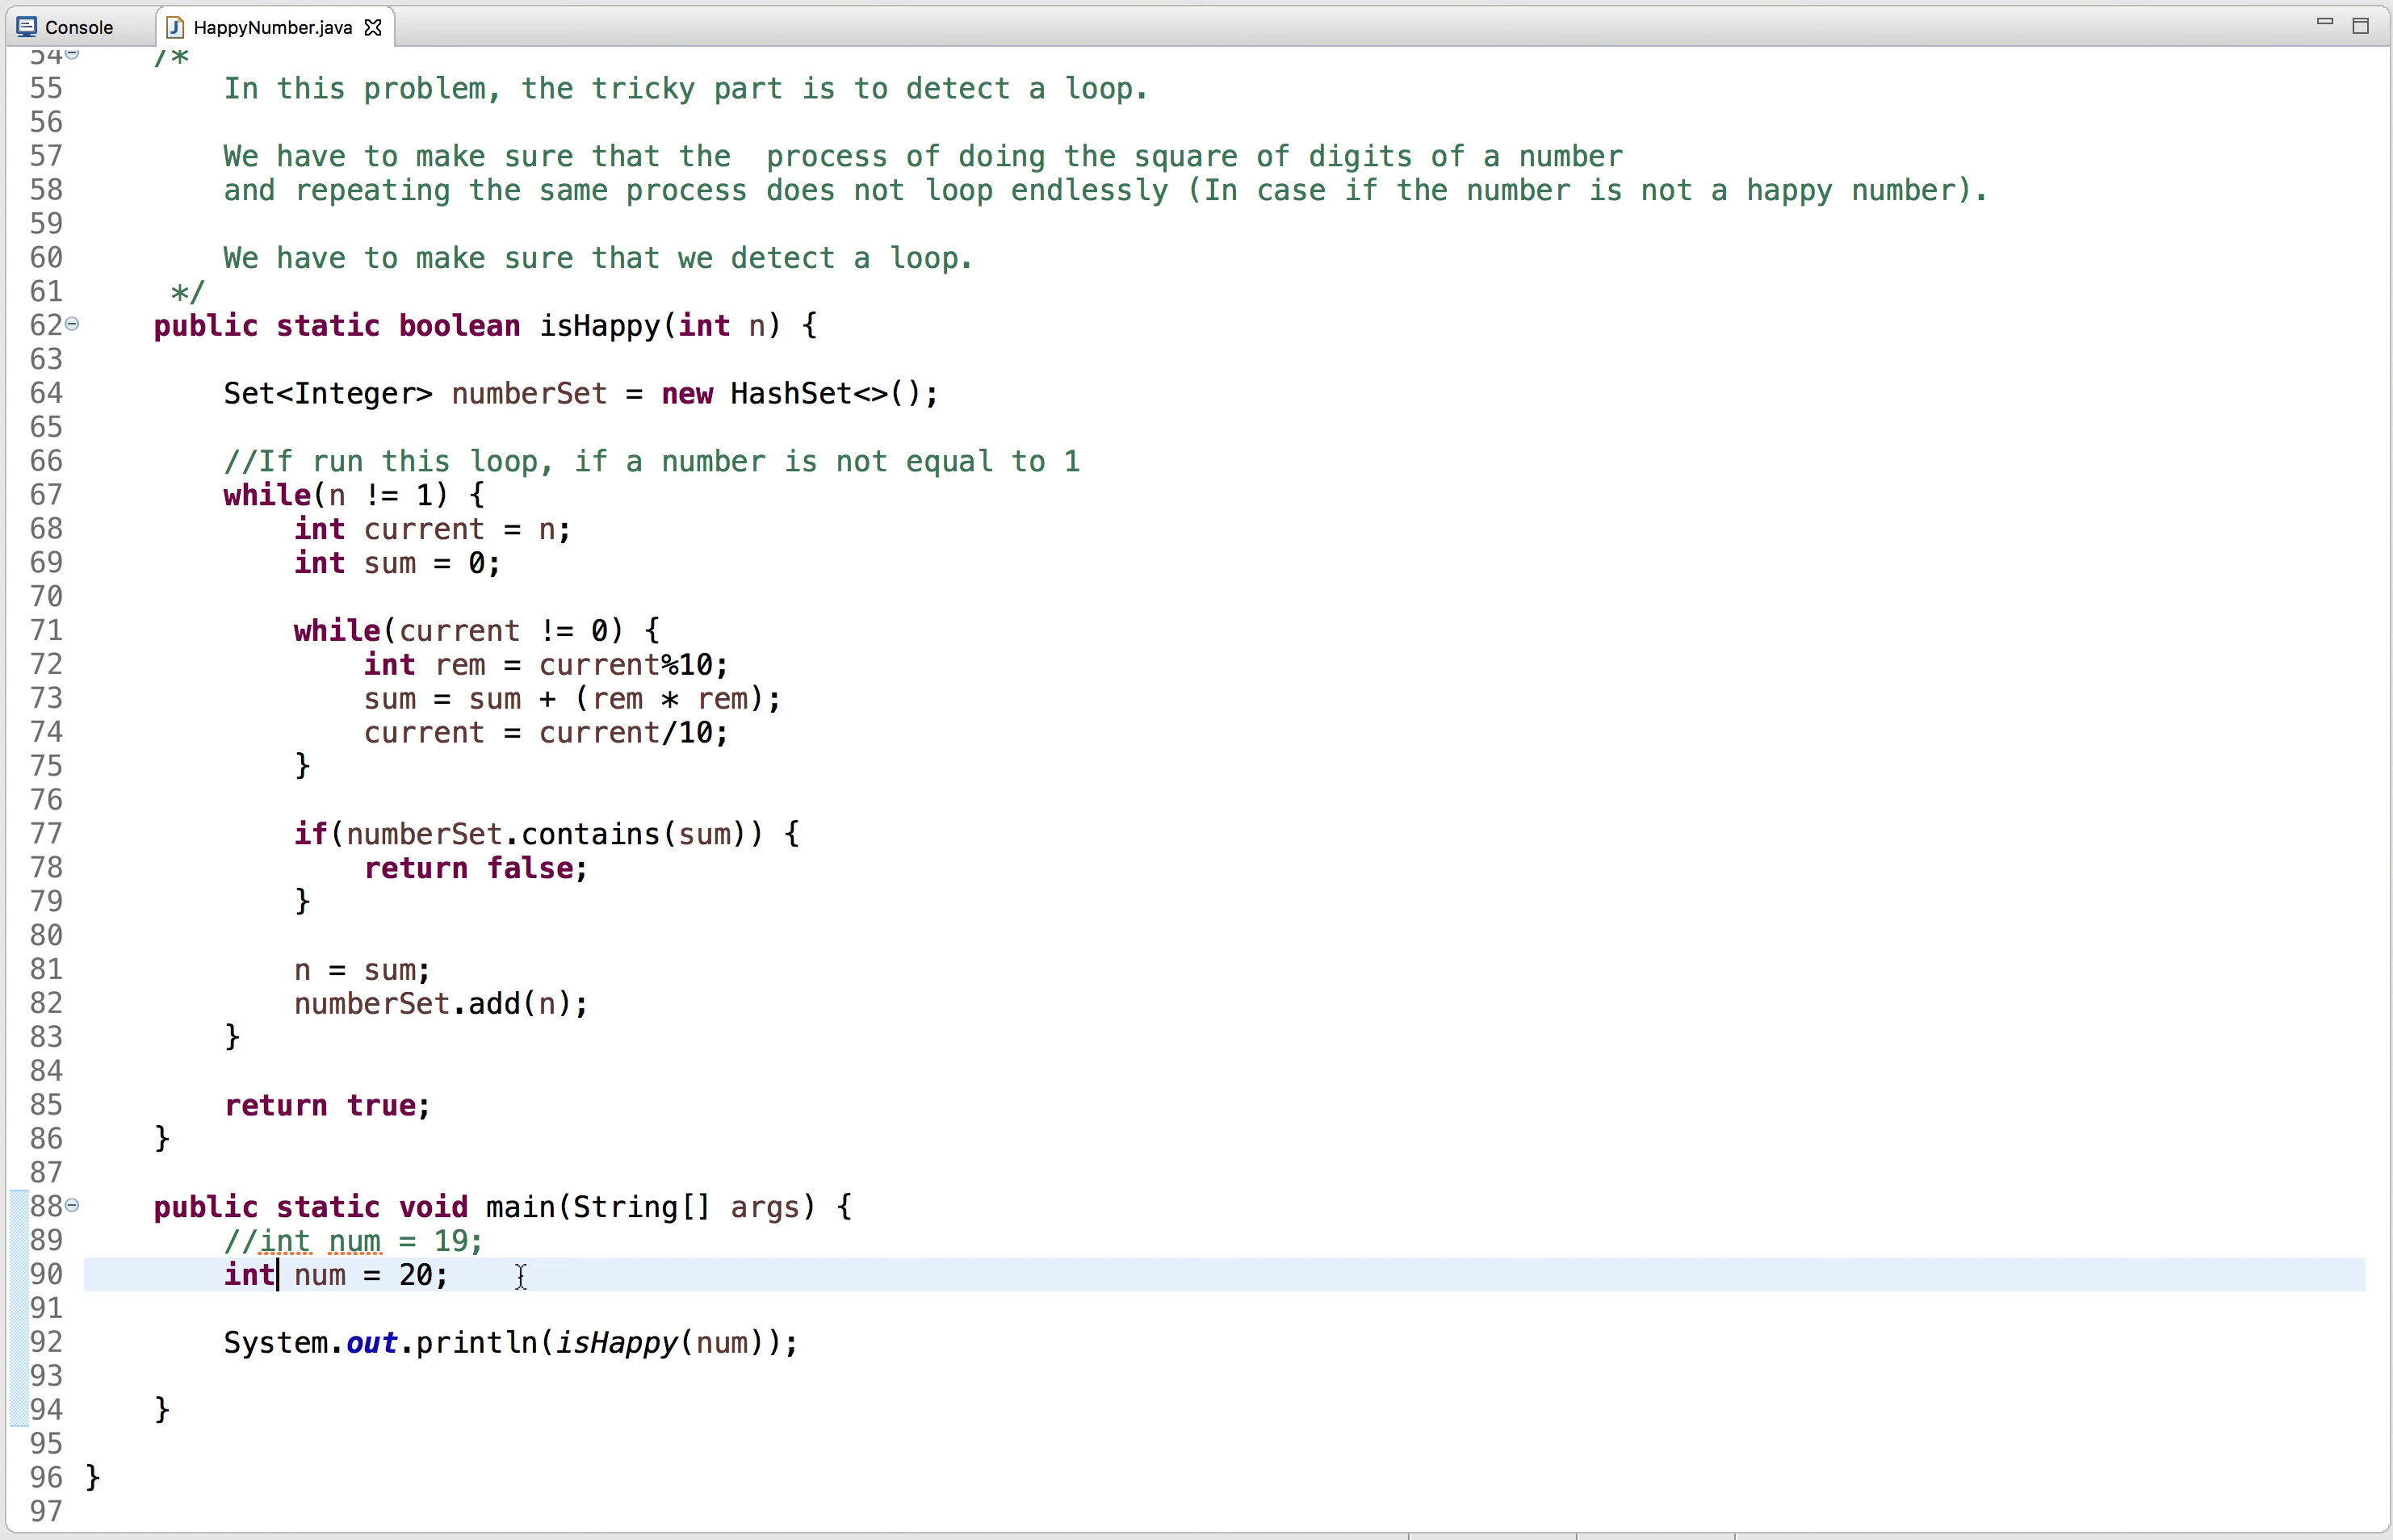 Console HappyNumber.java
54 /*
55 In this problem, the tricky part is to detect a loop.
56
57 We have to make sure that the  process of doing the square of digits of a number
58 and repeating the same process does not loop endlessly (In case if the number is not a happy number).
59
60 We have to make sure that we detect a loop.
61 */
62 public static boolean isHappy(int n) {
63
64 Set<Integer> numberSet = new HashSet<>();
65
66 //If run this loop, if a number is not equal to 1
67 while(n != 1) {
68 int current = n;
69 int sum = 0;
70
71 while(current != 0) {
72 int rem = current%10;
73 sum = sum + (rem * rem);
74 current = current/10;
75 }
76
77 if(numberSet.contains(sum)) {
78 return false;
79 }
80
81 n = sum;
82 numberSet.add(n);
83 }
84
85 return true;
86 }
87
88 public static void main(String[] args) {
89 //int num = 19;
90 int num = 20;
91
92 System.out.println(isHappy(num));
93
94 }
95
96 }
97